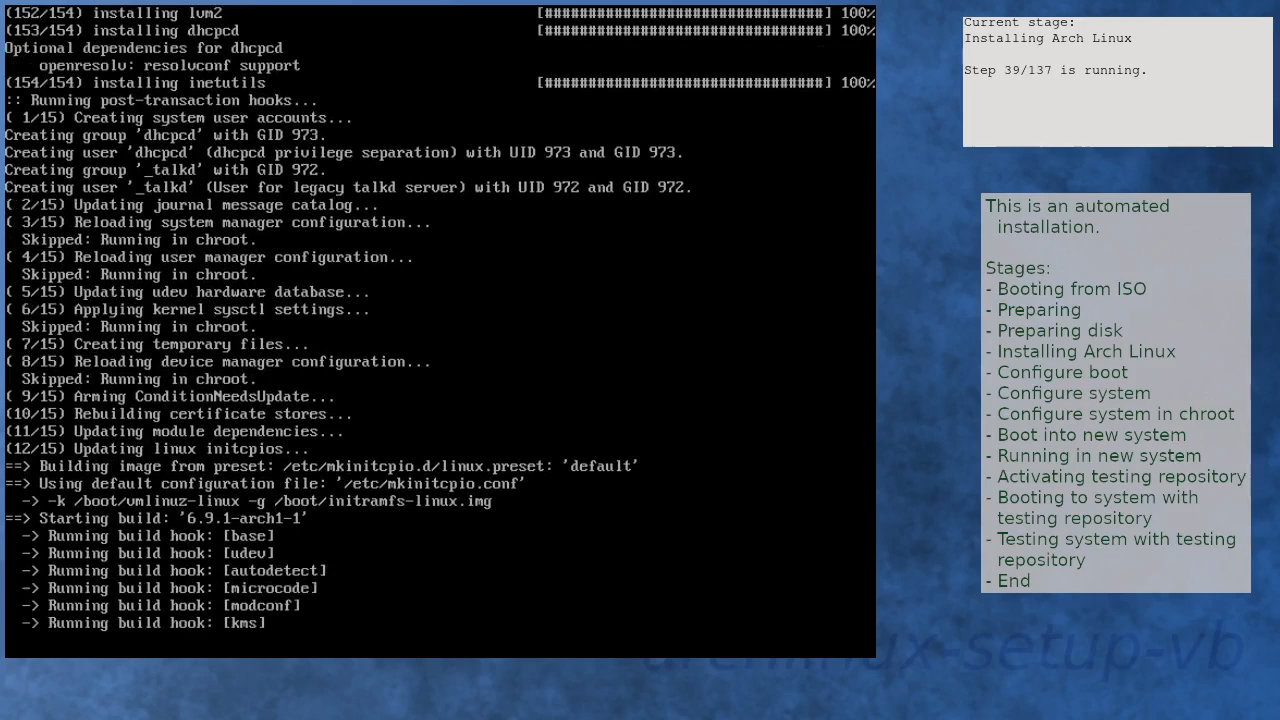 (152/154) installing lvm2 [################################] 100%
(153/154) installing dhcpcd [################################] 100%
Optional dependencies for dhcpcd
openresolv: resolvconf support
(154/154) installing inetutils [################################] 100%
:: Running post-transaction hooks...
( 1/15) Creating system user accounts...
Creating group 'dhcpcd' with GID 973.
Creating user 'dhcpcd' (dhcpcd privilege separation) with UID 973 and GID 973.
Creating group '_talkd' with GID 972.
Creating user '_talkd' (User for legacy talkd server) with UID 972 and GID 972.
( 2/15) Updating journal message catalog...
( 3/15) Reloading system manager configuration...
Skipped: Running in chroot.
( 4/15) Reloading user manager configuration...
Skipped: Running in chroot.
( 5/15) Updating udev hardware database...
( 6/15) Applying kernel sysctl settings...
Skipped: Running in chroot.
( 7/15) Creating temporary files...
( 8/15) Reloading device manager configuration...
Skipped: Running in chroot.
( 9/15) Arming ConditionNeedsUpdate...
(10/15) Rebuilding certificate stores...
(11/15) Updating module dependencies...
(12/15) Updating linux initcpios...
==> Building image from preset: /etc/mkinitcpio.d/linux.preset: 'default'
==> Using default configuration file: '/etc/mkinitcpio.conf'
-> -k /boot/vmlinuz-linux -g /boot/initramfs-linux.img
==> Starting build: '6.9.1-arch1-1'
-> Running build hook: [base]
-> Running build hook: [udev]
-> Running build hook: [autodetect]
-> Running build hook: [microcode]
-> Running build hook: [modconf]
-> Running build hook: [kms]
Current stage:
Installing Arch Linux
Step 39/137 is running.
This is an automated
installation.
Stages:
- Booting from ISO
- Preparing
- Preparing disk
- Installing Arch Linux
- Configure boot
- Configure system
- Configure system in chroot
- Boot into new system
- Running in new system
- Activating testing repository
- Booting to system with
testing repository
- Testing system with testing
repository
- End
archlinux-setup-vb